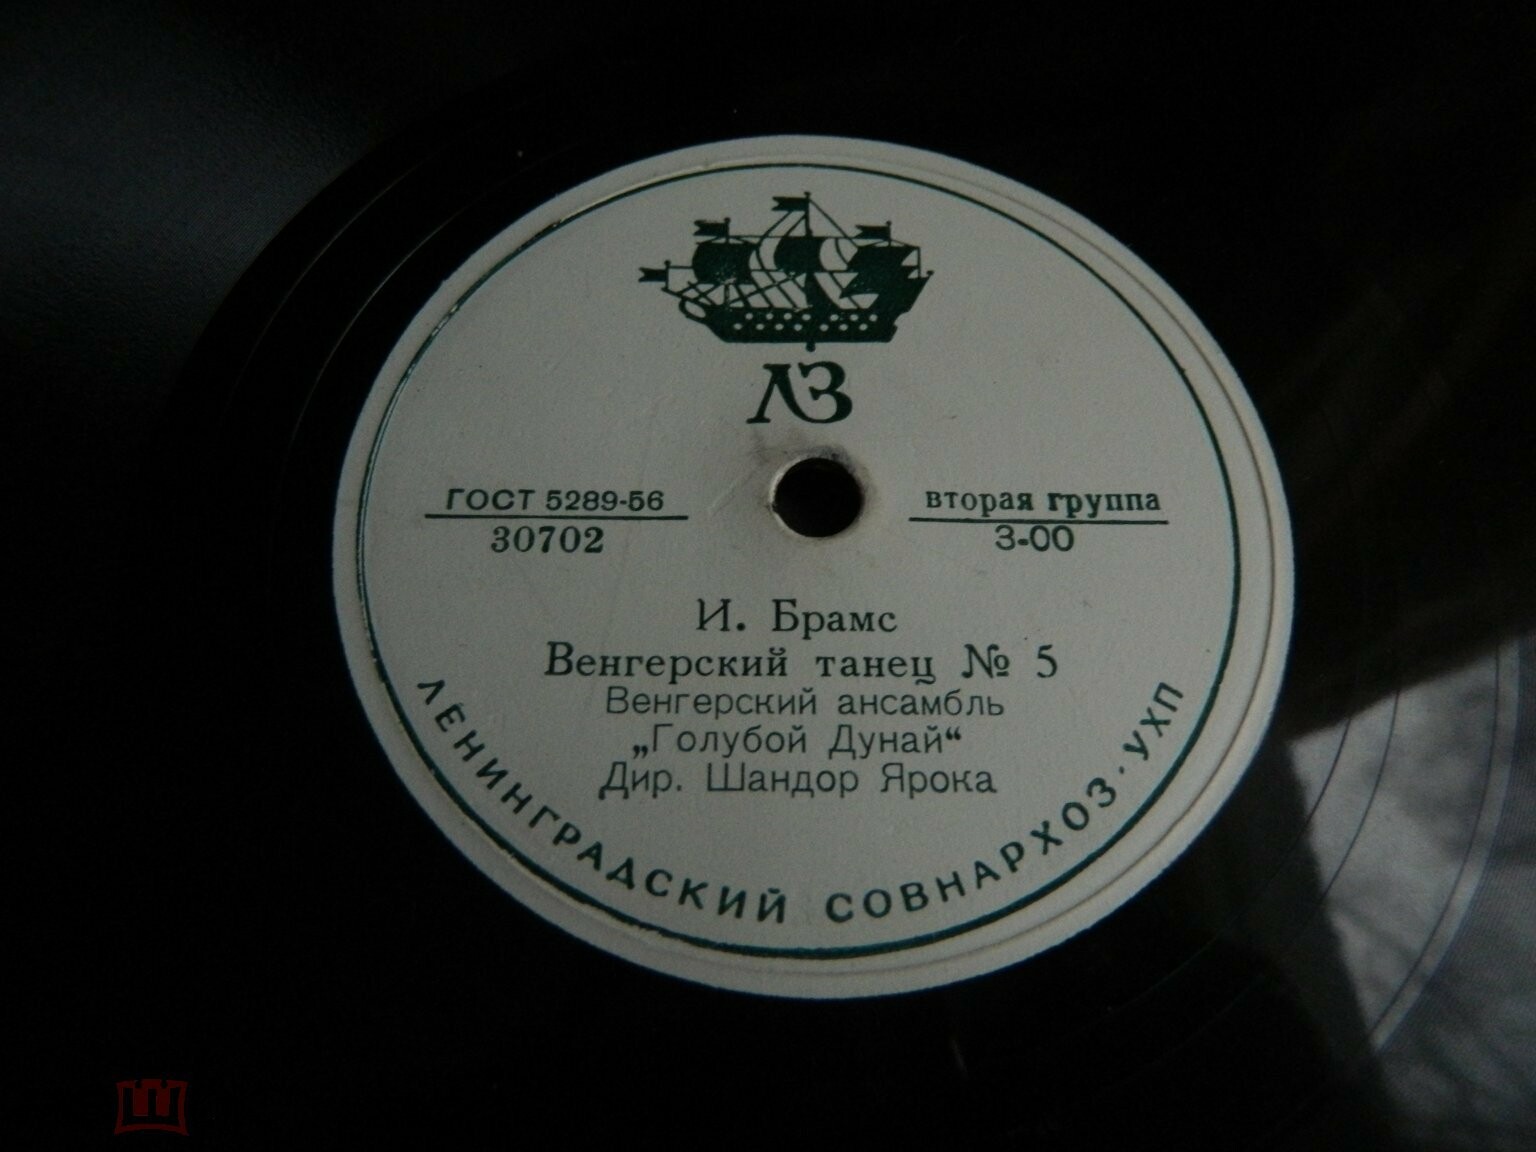 ЛЗ
ГОСТ 5289-56
30702
вторая группа
3-00
И. Брамс
Венгерский танец № 5
Венгерский ансамбль
„Голубой Дунай“
Дир. Шандор Ярока
ЛЕНИНГРАДСКИЙ СОВНАРХОЗ · УХП